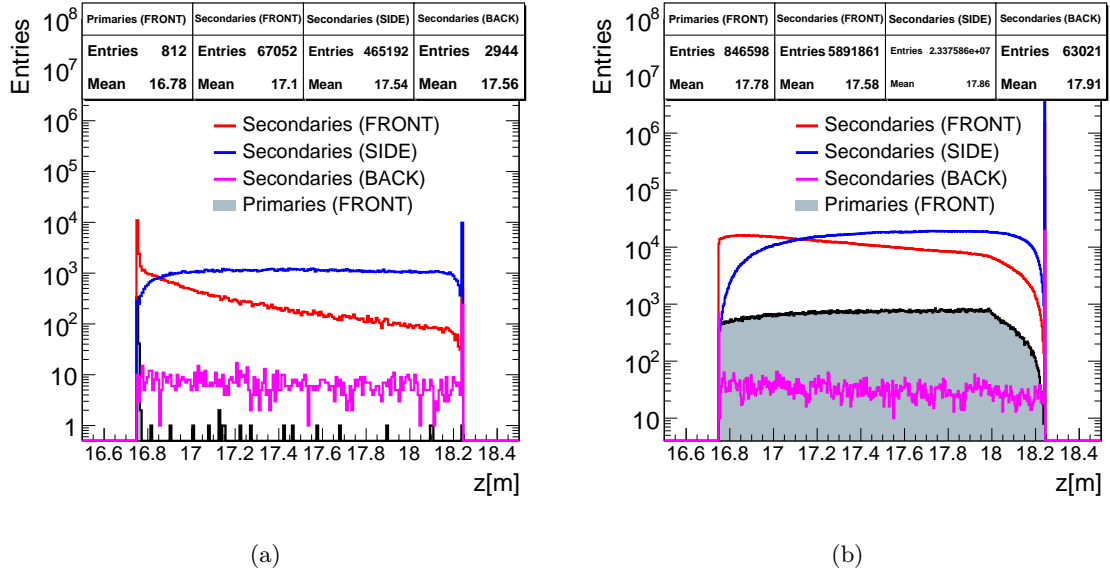 Primaries (FRONT) Secondaries (FRONT) Secondaries (SIDE) Secondaries (BACK)
Entries 812 Entries 67052 Entries 465192 Entries 2944
Mean 16.78 Mean 17.1 Mean 17.54 Mean 17.56
Entries
10^8
10^7
10^6
10^5
10^4
10^3
10^2
10
1
Secondaries (FRONT)
Secondaries (SIDE)
Secondaries (BACK)
Primaries (FRONT)
16.6 16.8 17 17.2 17.4 17.6 17.8 18 18.2 18.4
z[m]
(a)
Primaries (FRONT) Secondaries (FRONT) Secondaries (SIDE) Secondaries (BACK)
Entries 846598 Entries 5891861 Entries 2.337586e+07 Entries 63021
Mean 17.78 Mean 17.58 Mean 17.86 Mean 17.91
Entries
10^8
10^7
10^6
10^5
10^4
10^3
10^2
10
Secondaries (FRONT)
Secondaries (SIDE)
Secondaries (BACK)
Primaries (FRONT)
16.6 16.8 17 17.2 17.4 17.6 17.8 18 18.2 18.4
z[m]
(b)